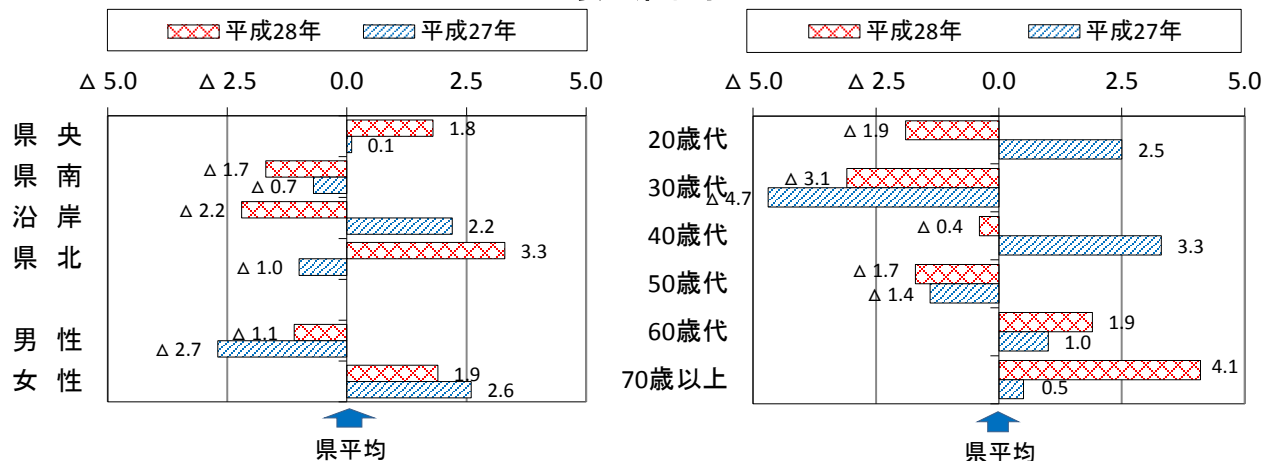 平成28年 平成27年
△ 5.0 △ 2.5 0.0 2.5 5.0
県 央 1.8
0.1
県 南 △ 1.7
△ 0.7
沿 岸 △ 2.2
2.2
県 北 3.3
△ 1.0
男 性 △ 1.1
△ 2.7
女 性 1.9
2.6
県平均
平成28年 平成27年
△ 5.0 △ 2.5 0.0 2.5 5.0
20歳代 △ 1.9
2.5
30歳代 △ 3.1
△ 4.7
40歳代 △ 0.4
3.3
50歳代 △ 1.7
△ 1.4
60歳代 1.9
1.0
70歳以上 4.1
0.5
県平均